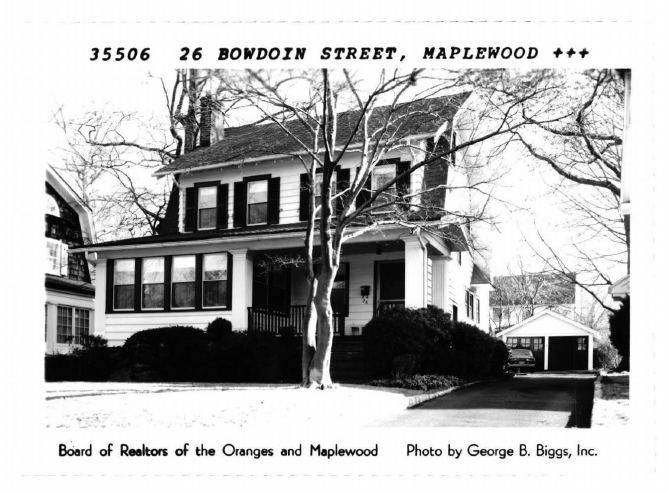 35506 26 BOWDOIN STREET, MAPLEWOOD +++
Board of Realtors of the Oranges and Maplewood Photo by George B. Biggs, Inc.